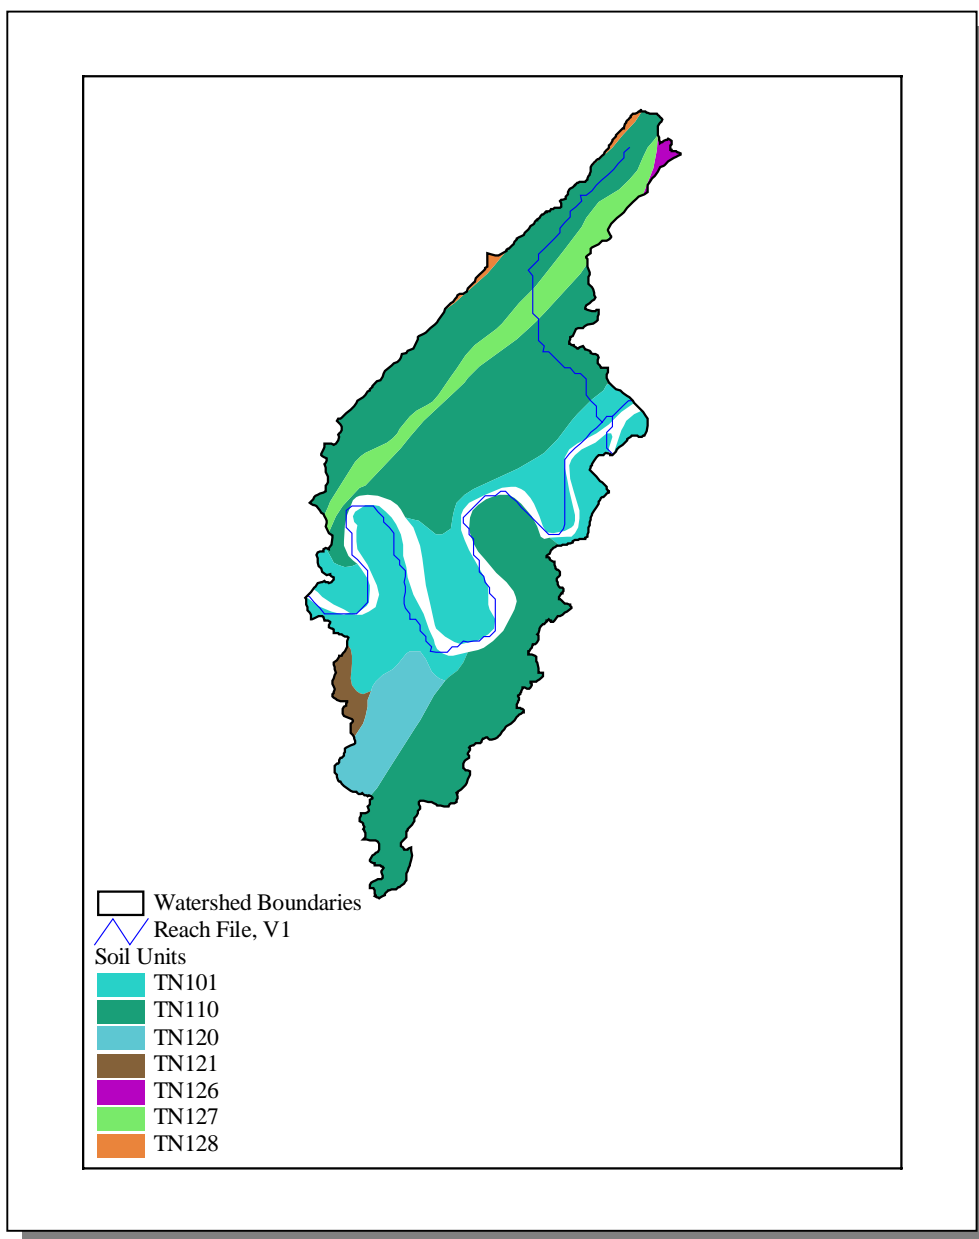 Watershed Boundaries
Reach File, V1
Soil Units
TN101
TN110
TN120
TN121
TN126
TN127
TN128